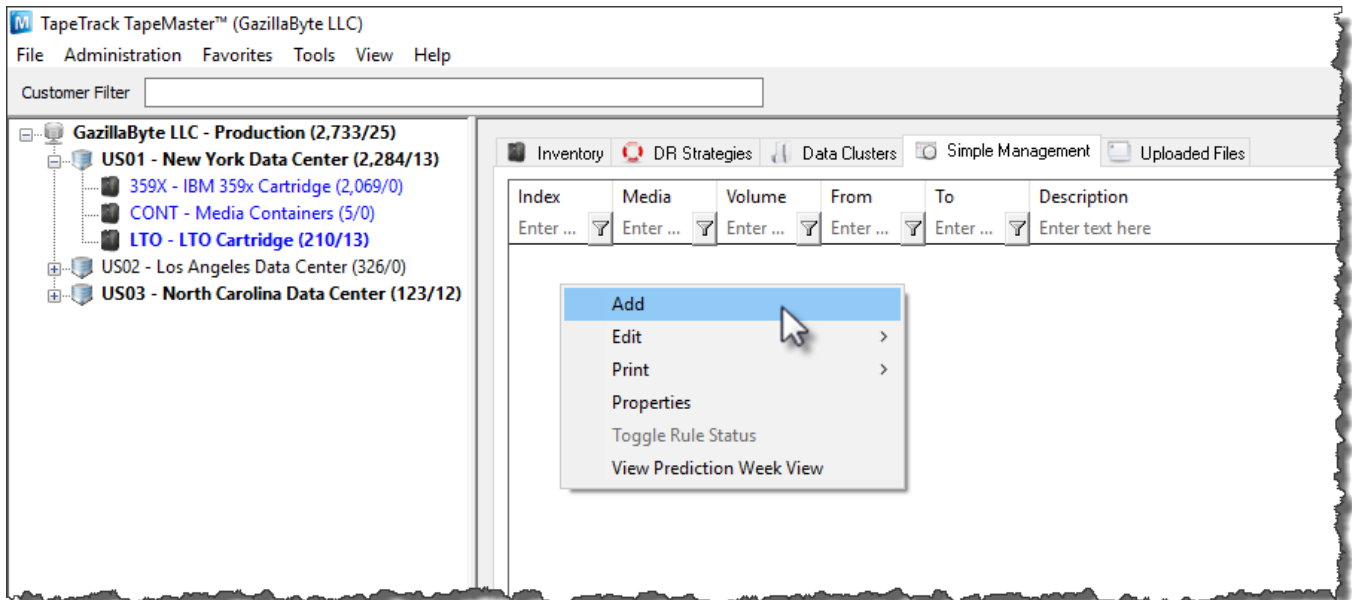 TapeTrack TapeMaster™ (GazillaByte LLC)
File Administration Favorites Tools View Help
Customer Filter
GazillaByte LLC - Production (2,733/25)
US01 - New York Data Center (2,284/13)
359X - IBM 359x Cartridge (2,069/0)
CONT - Media Containers (5/0)
LTO - LTO Cartridge (210/13)
US02 - Los Angeles Data Center (326/0)
US03 - North Carolina Data Center (123/12)
Inventory DR Strategies Data Clusters Simple Management Uploaded Files
Index Media Volume From To Description
Enter ... Enter ... Enter ... Enter ... Enter ... Enter text here
Add
Edit
Print
Properties
Toggle Rule Status
View Prediction Week View